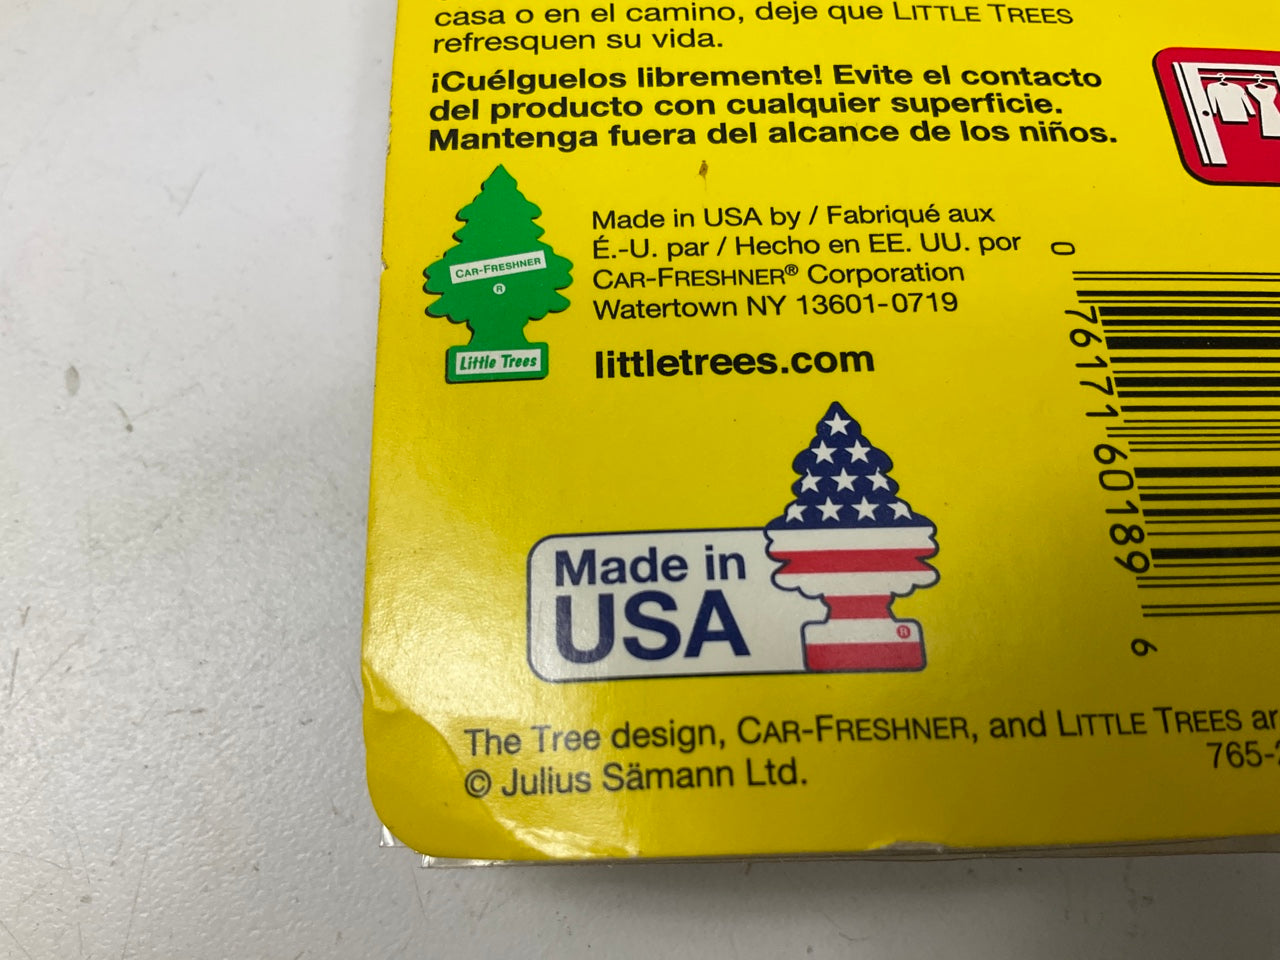 casa o en el camino, deje que LITTLE TREES
refresquen su vida.
¡Cuélguelos libremente! Evite el contacto
del producto con cualquier superficie.
Mantenga fuera del alcance de los niños.
CAR-FRESHNER
®
Little Trees
Made in USA by / Fabriqué aux
É.-U. par / Hecho en EE. UU. por
CAR-FRESHNER® Corporation
Watertown NY 13601-0719
littletrees.com
Made in
USA
®
0 76171 60189 6
The Tree design, CAR-FRESHNER, and LITTLE TREES ar
© Julius Sämann Ltd.
765-2